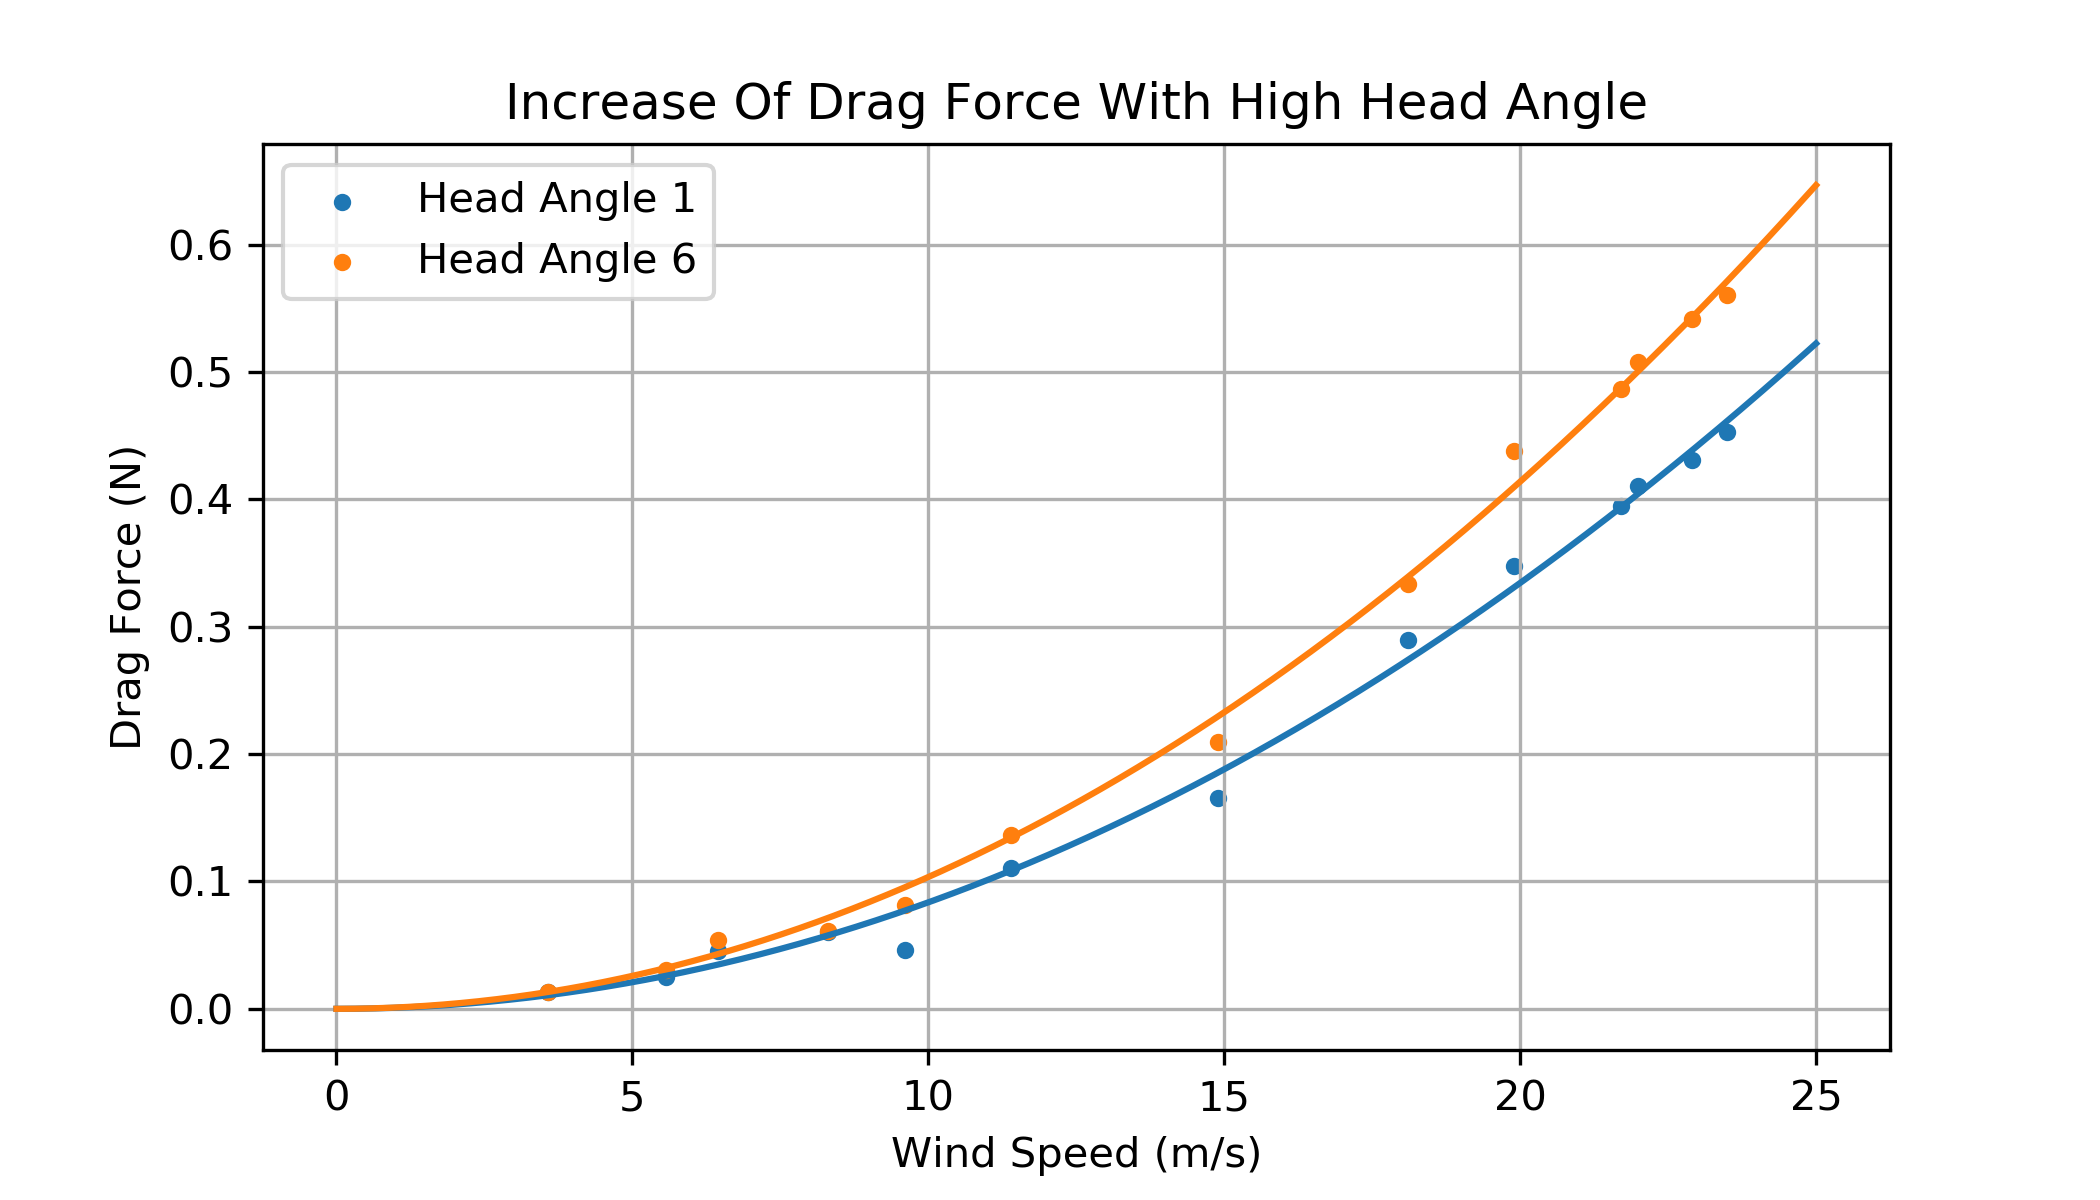 Increase Of Drag Force With High Head Angle
Head Angle 1
Head Angle 6
0.6
0.5
0.4
0.3
0.2
0.1
0.0
Drag Force (N)
0 5 10 15 20 25
Wind Speed (m/s)